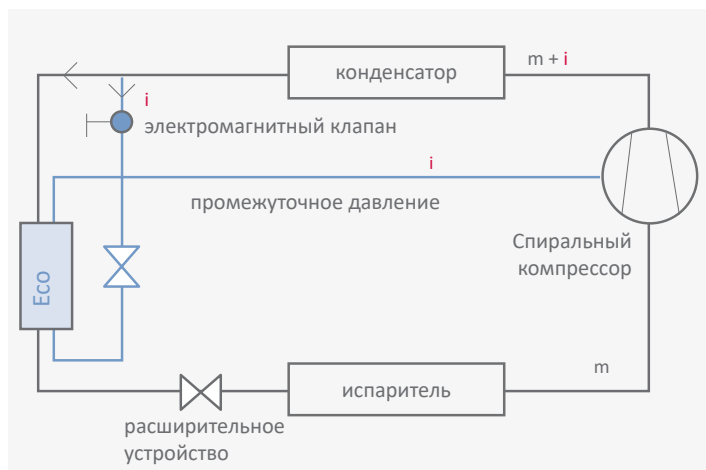 конденсатор
m + i
i
электромагнитный клапан
i
промежуточное давление
Спиральный
компрессор
Eco
m
испаритель
расширительное
устройство